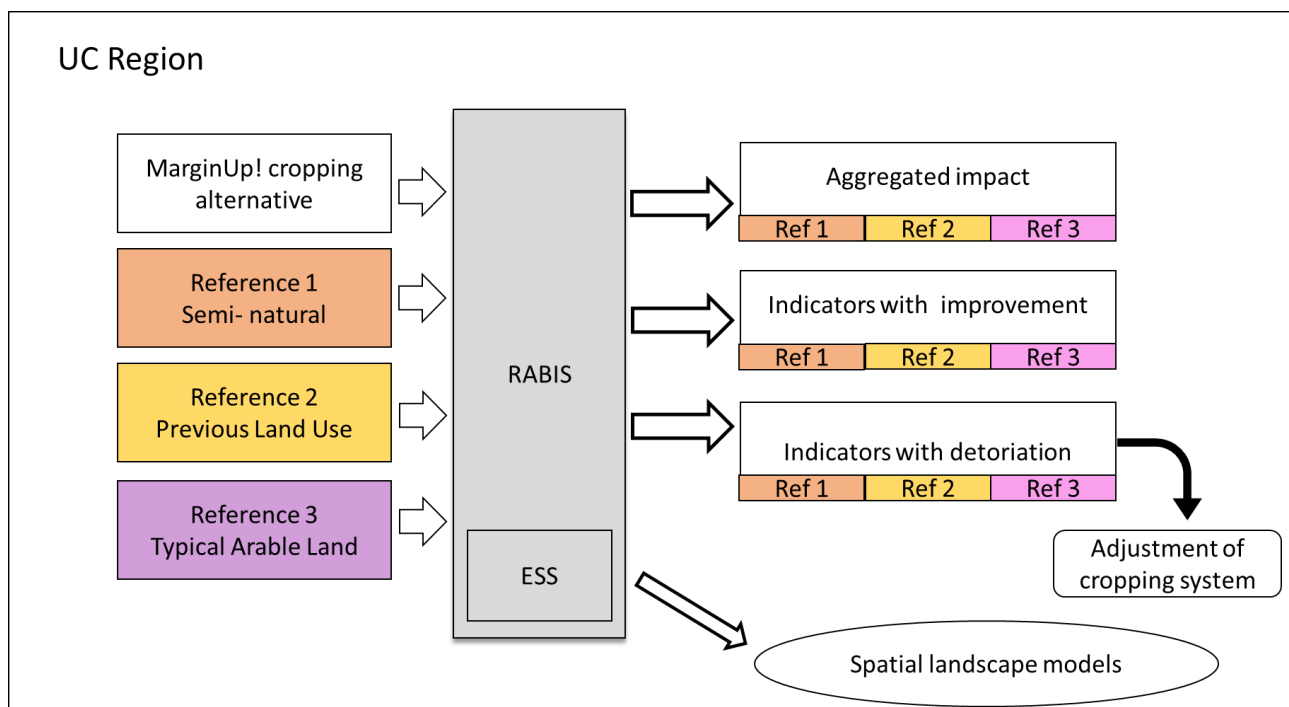 UC Region
MarginUp! cropping
alternative
Reference 1
Semi- natural
Reference 2
Previous Land Use
Reference 3
Typical Arable Land
RABIS
ESS
Aggregated impact
Ref 1 Ref 2 Ref 3
Indicators with improvement
Ref 1 Ref 2 Ref 3
Indicators with detoriation
Ref 1 Ref 2 Ref 3
Adjustment of
cropping system
Spatial landscape models